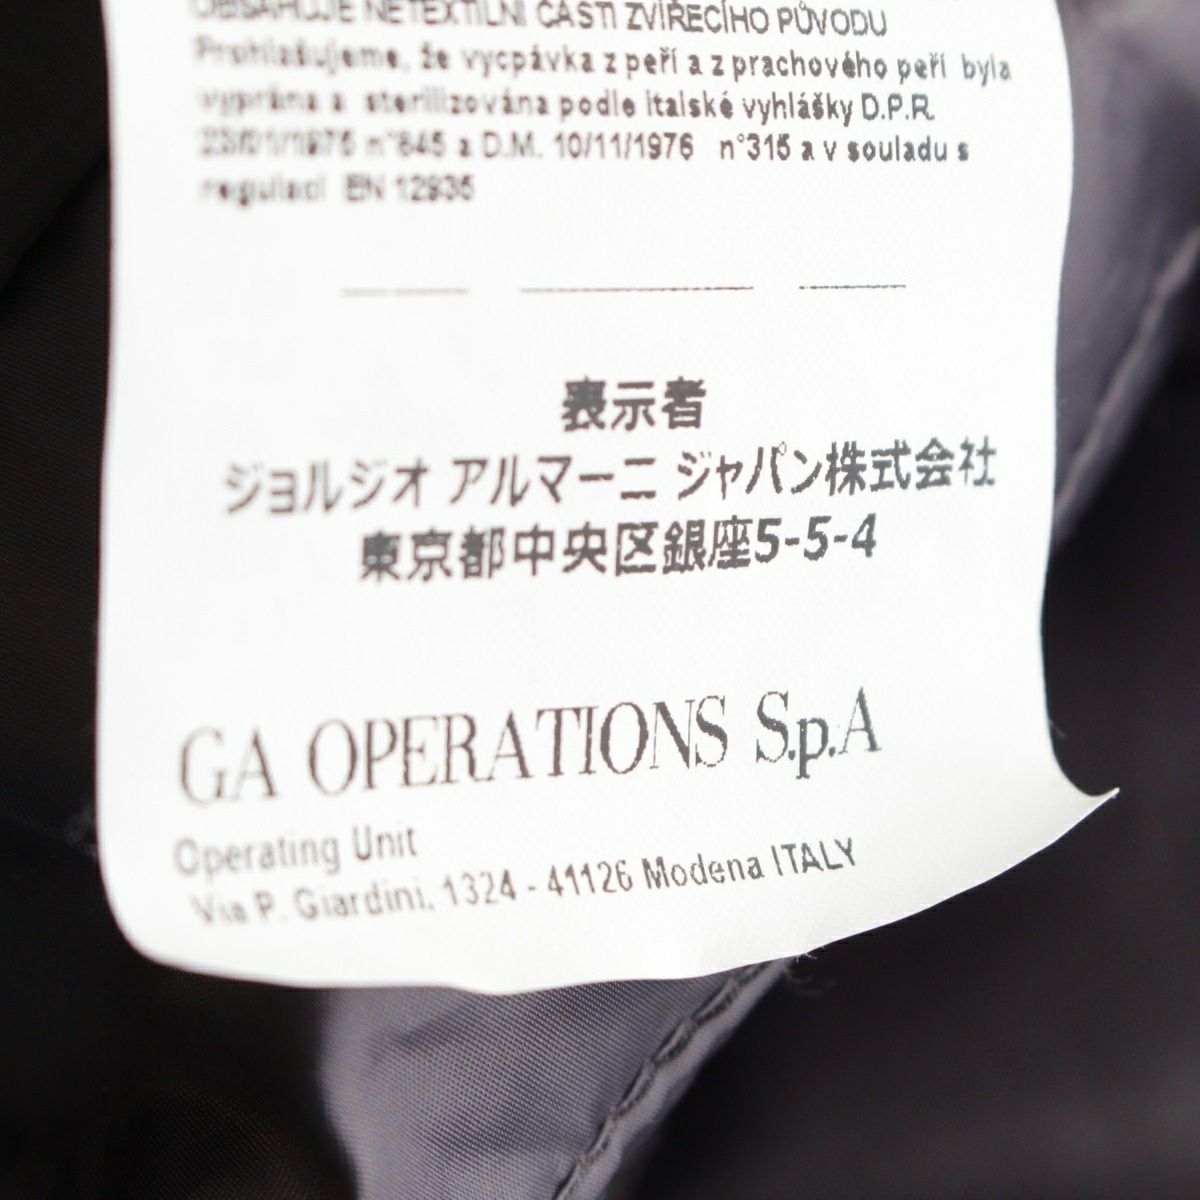 OBSAHUJE NETEXTILNÍ ČÁSTI ZVÍŘECÍHO PŮVODU
Prohlašujeme, že vycpávka z peří a z prachového peří byla
vyprána a sterilizována podle italské vyhlášky D.P.R.
23/01/1975 n°845 a D.M. 10/11/1976 n°315 a v souladu s
regulací EN 12935
表示者
ジョルジオ アルマーニ ジャパン株式会社
東京都中央区銀座5-5-4
GA OPERATIONS S.p.A
Operating Unit
Via P. Giardini, 1324 - 41126 Modena ITALY